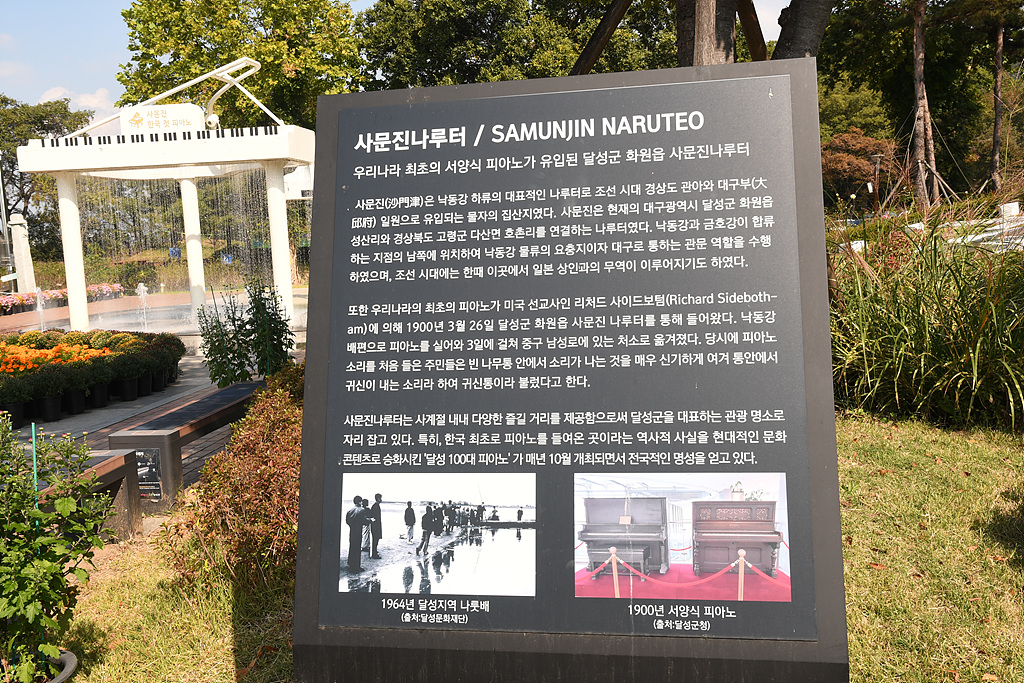 사문진
한국 첫 피아노
사문진나루터 / SAMUNJIN NARUTEO
우리나라 최초의 서양식 피아노가 유입된 달성군 화원읍 사문진나루터
사문진(沙門津)은 낙동강 하류의 대표적인 나루터로 조선 시대 경상도 관아와 대구부(大
邱府) 일원으로 유입되는 물자의 집산지였다. 사문진은 현재의 대구광역시 달성군 화원읍
성산리와 경상북도 고령군 다산면 호촌리를 연결하는 나루터였다. 낙동강과 금호강이 합류
하는 지점의 남쪽에 위치하여 낙동강 물류의 요충지이자 대구로 통하는 관문 역할을 수행
하였으며, 조선 시대에는 한때 이곳에서 일본 상인과의 무역이 이루어지기도 하였다.
또한 우리나라의 최초의 피아노가 미국 선교사인 리처드 사이드보텀(Richard Sideboth-
am)에 의해 1900년 3월 26일 달성군 화원읍 사문진 나루터를 통해 들어왔다. 낙동강
배편으로 피아노를 실어와 3일에 걸쳐 중구 남성로에 있는 처소로 옮겨졌다. 당시에 피아노
소리를 처음 들은 주민들은 빈 나무통 안에서 소리가 나는 것을 매우 신기하게 여겨 통안에서
귀신이 내는 소리라 하여 귀신통이라 불렀다고 한다.
사문진나루터는 사계절 내내 다양한 즐길 거리를 제공함으로써 달성군을 대표하는 관광 명소로
자리 잡고 있다. 특히, 한국 최초로 피아노를 들여온 곳이라는 역사적 사실을 현대적인 문화
콘텐츠로 승화시킨 '달성 100대 피아노' 가 매년 10월 개최되면서 전국적인 명성을 얻고 있다.
1964년 달성지역 나룻배
(출처:달성문화재단)
1900년 서양식 피아노
(출처:달성군청)